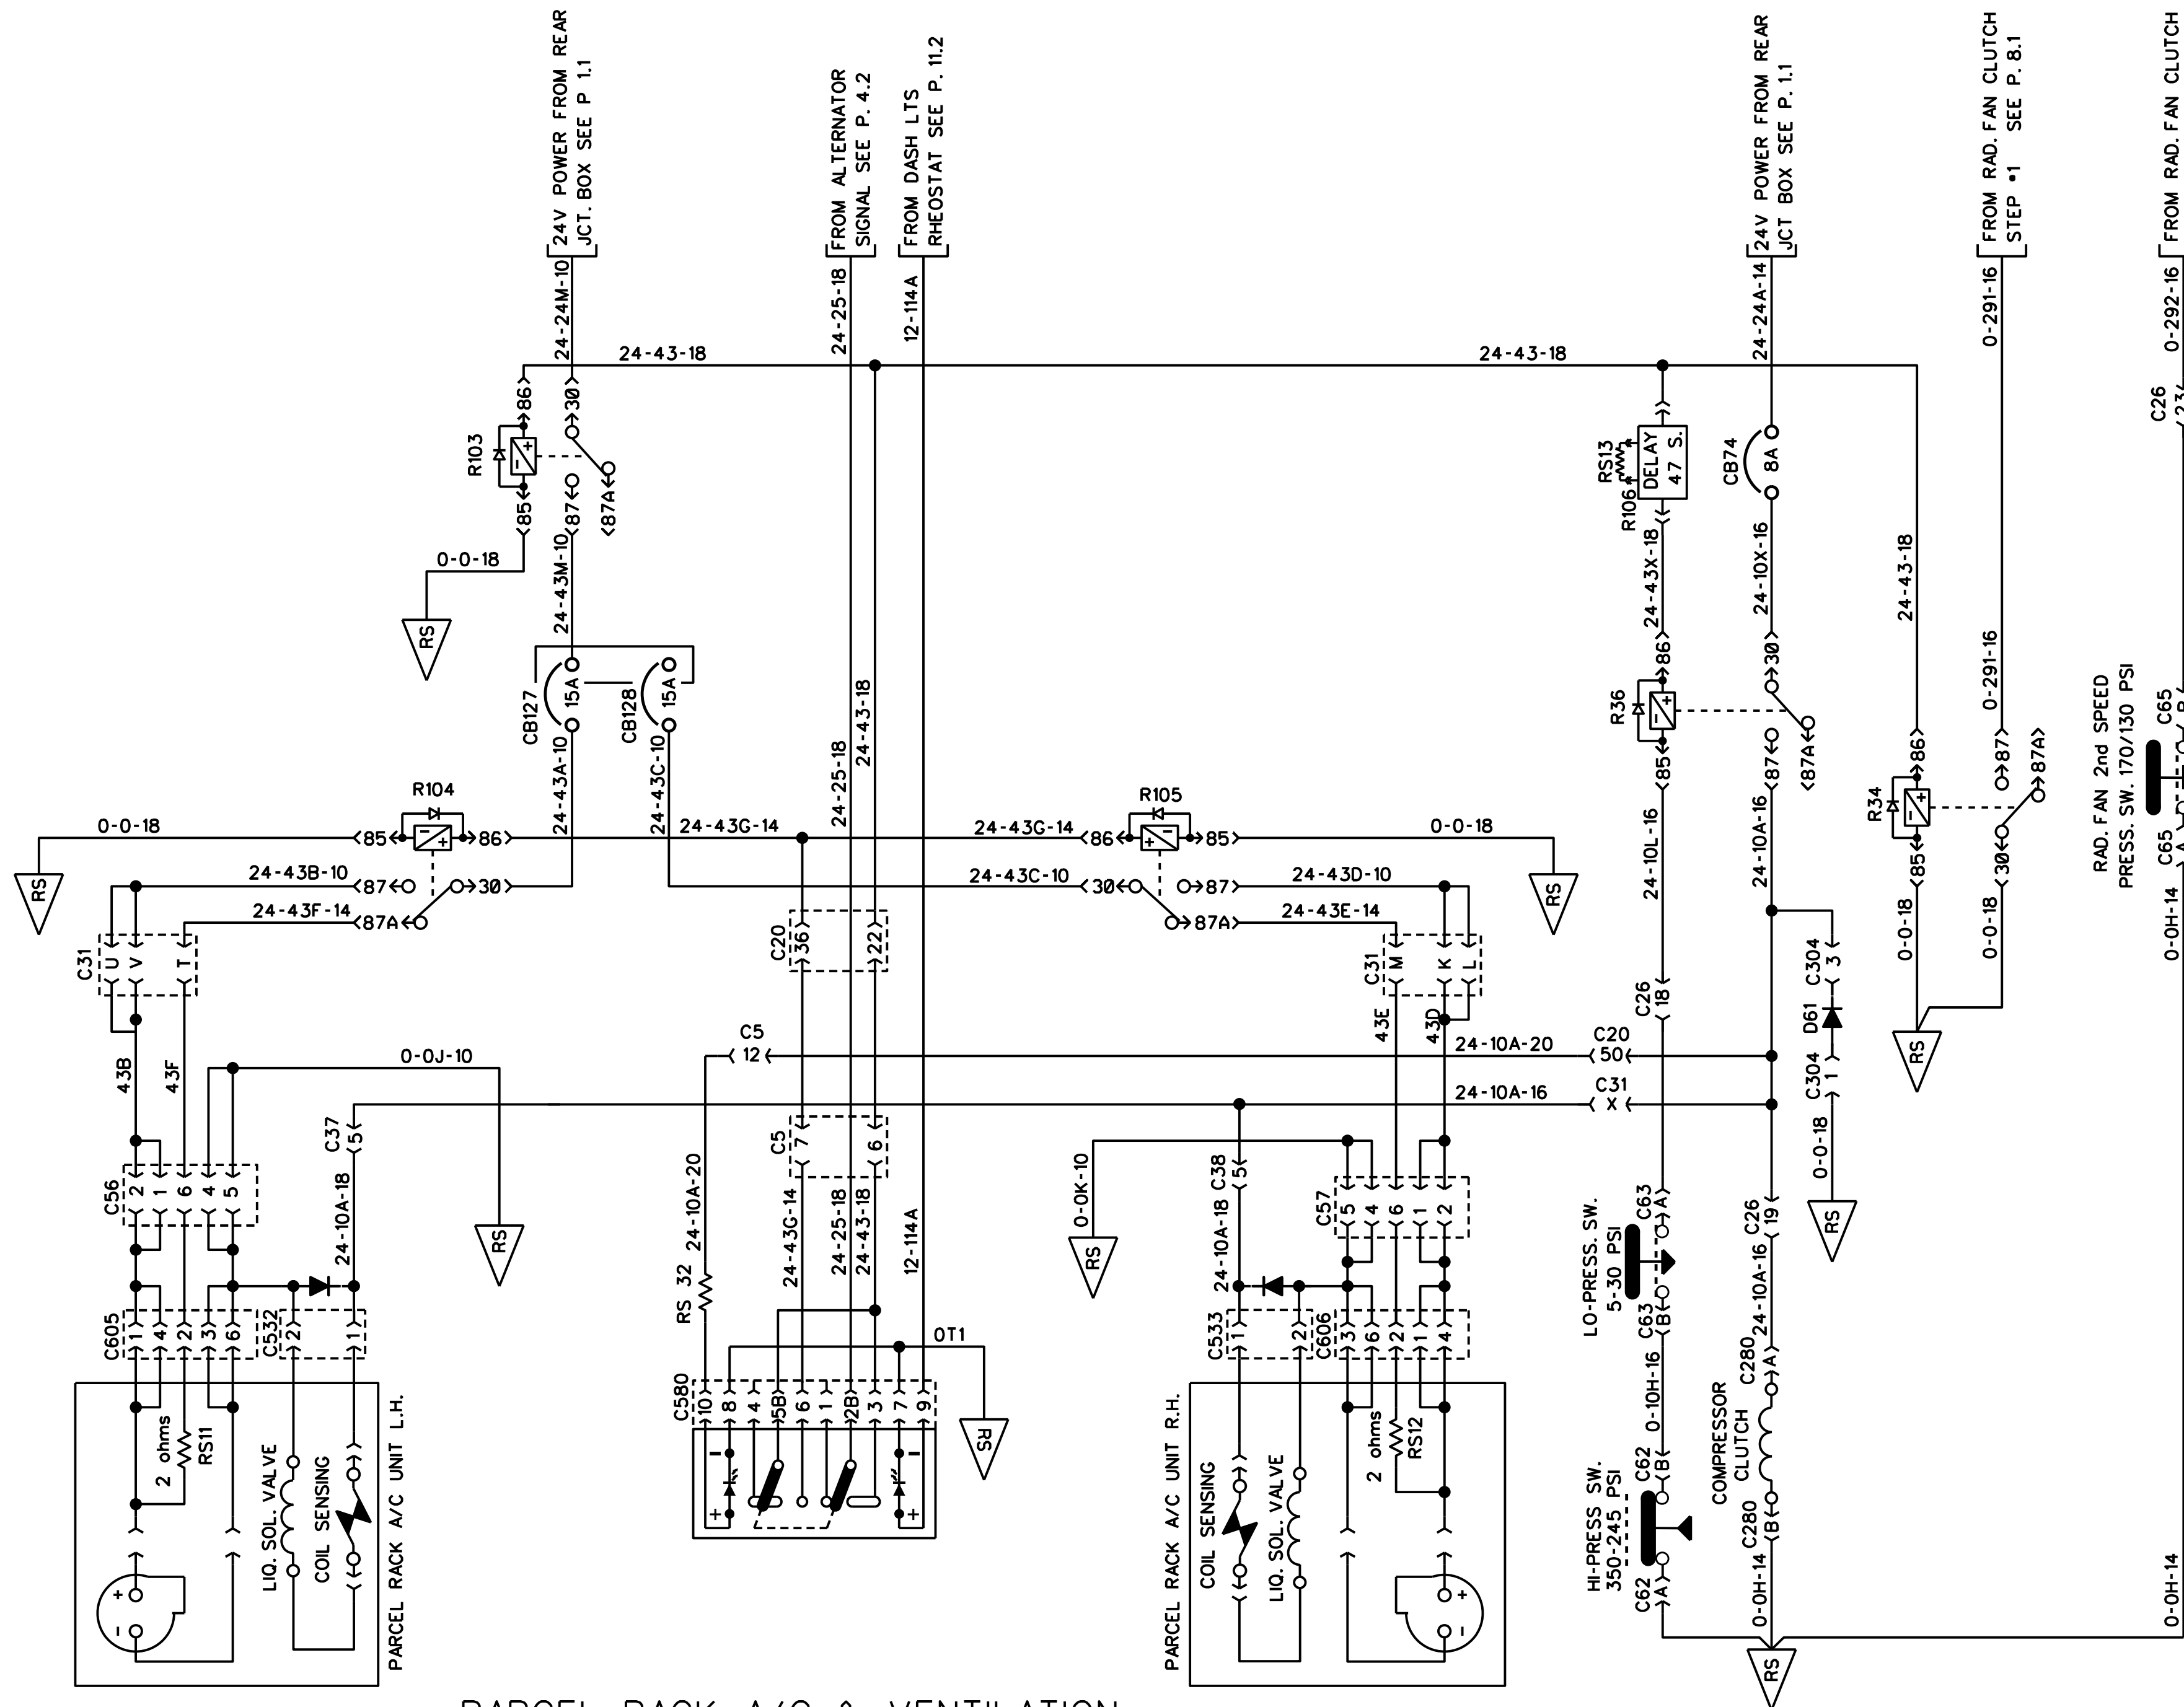 24V POWER FROM REAR
JCT. BOX SEE P 1.1
FROM ALTERNATOR
SIGNAL SEE P. 4.2
FROM DASH LTS
RHEOSTAT SEE P. 11.2
24V POWER FROM REAR
JCT BOX SEE P. 1.1
FROM RAD. FAN CLUTCH
STEP •1 SEE P. 8.1
FROM RAD. FAN CLUTCH
24-24M-10
24-25-18
12-114A
24-24A-14
0-291-16
0-292-16
24-43-18
24-43-18
C26
R103
86
30
85
87
87A
0-0-18
RS
24-43M-10
RS13
R106
DELAY
47 S.
CB74
8A
24-43X-18
24-10X-16
24-43-18
0-291-16
CB127
15A
CB128
15A
24-43A-10
24-43C-10
24-25-18
24-43-18
R36
86
30
85
87
87A
R34
86
87
87A
85
30
RAD. FAN 2nd SPEED
PRESS. SW. 170/130 PSI
C65
C65
A
R104
0-0-18
85
86
24-43G-14
24-43B-10
87
30
24-43F-14
87A
RS
R105
24-43G-14
86
85
0-0-18
24-43C-10
30
87
24-43D-10
87A
24-43E-14
RS
24-10L-16
24-10A-16
0-0-18
0-0-18
0-0H-14
RS
C31
U
V
T
C20
36
22
C31
M
K
L
C26
18
C304
3
D61
C304
1
0-0-18
RS
43B
43F
0-0J-10
C5
12
43E
43D
24-10A-20
C20
50
24-10A-16
C31
X
C37
5
24-10A-18
RS
C56
2
1
6
4
5
24-10A-20
C5
7
6
24-43G-14
24-25-18
24-43-18
12-114A
RS 32
0-0K-10
RS
C38
5
24-10A-18
C57
5
4
6
1
2
LO-PRESS. SW.
5-30 PSI
C63
A
C63
B
C26
19
24-10A-16
C605
1
4
2
3
6
C532
2
1
0T1
RS
C580
10
8
4
5B
6
1
2B
3
7
9
-
+
-
+
C533
1
2
C606
3
6
2
1
4
0-10H-16
C280
A
COMPRESSOR
CLUTCH
C280
B
0-0H-14
HI-PRESS SW.
350-245 PSI
C62
B
C62
A
RS
0-0H-14
2 ohms
RS11
LIQ. SOL. VALVE
COIL SENSING
+
-
PARCEL RACK A/C UNIT L.H.
PARCEL RACK A/C UNIT R.H.
COIL SENSING
LIQ. SOL. VALVE
2 ohms
RS12
+
-